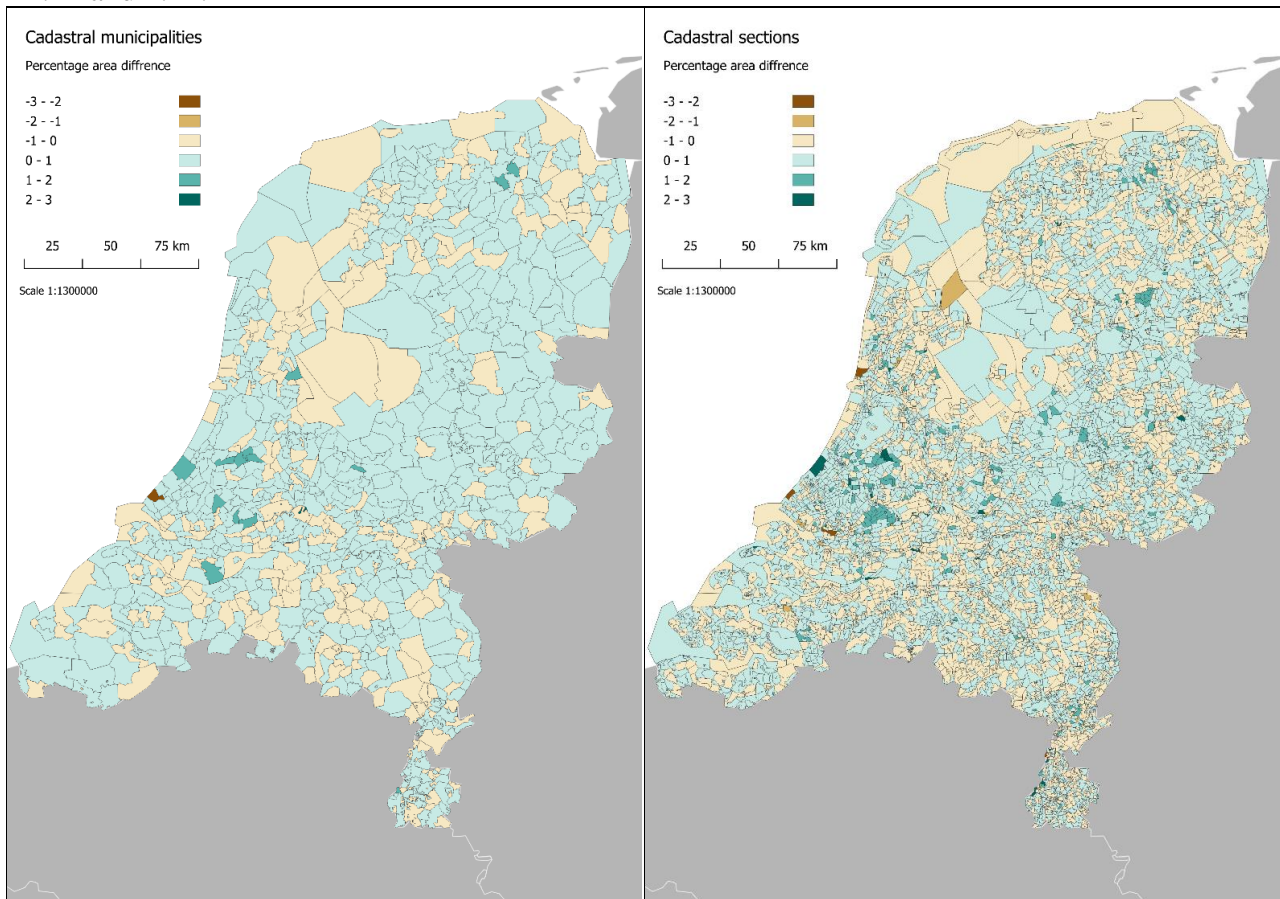 Cadastral municipalities
Percentage area diffrence
-3 - -2
-2 - -1
-1 - 0
0 - 1
1 - 2
2 - 3
25 50 75 km
Scale 1:1300000
Cadastral sections
Percentage area diffrence
-3 - -2
-2 - -1
-1 - 0
0 - 1
1 - 2
2 - 3
25 50 75 km
Scale 1:1300000